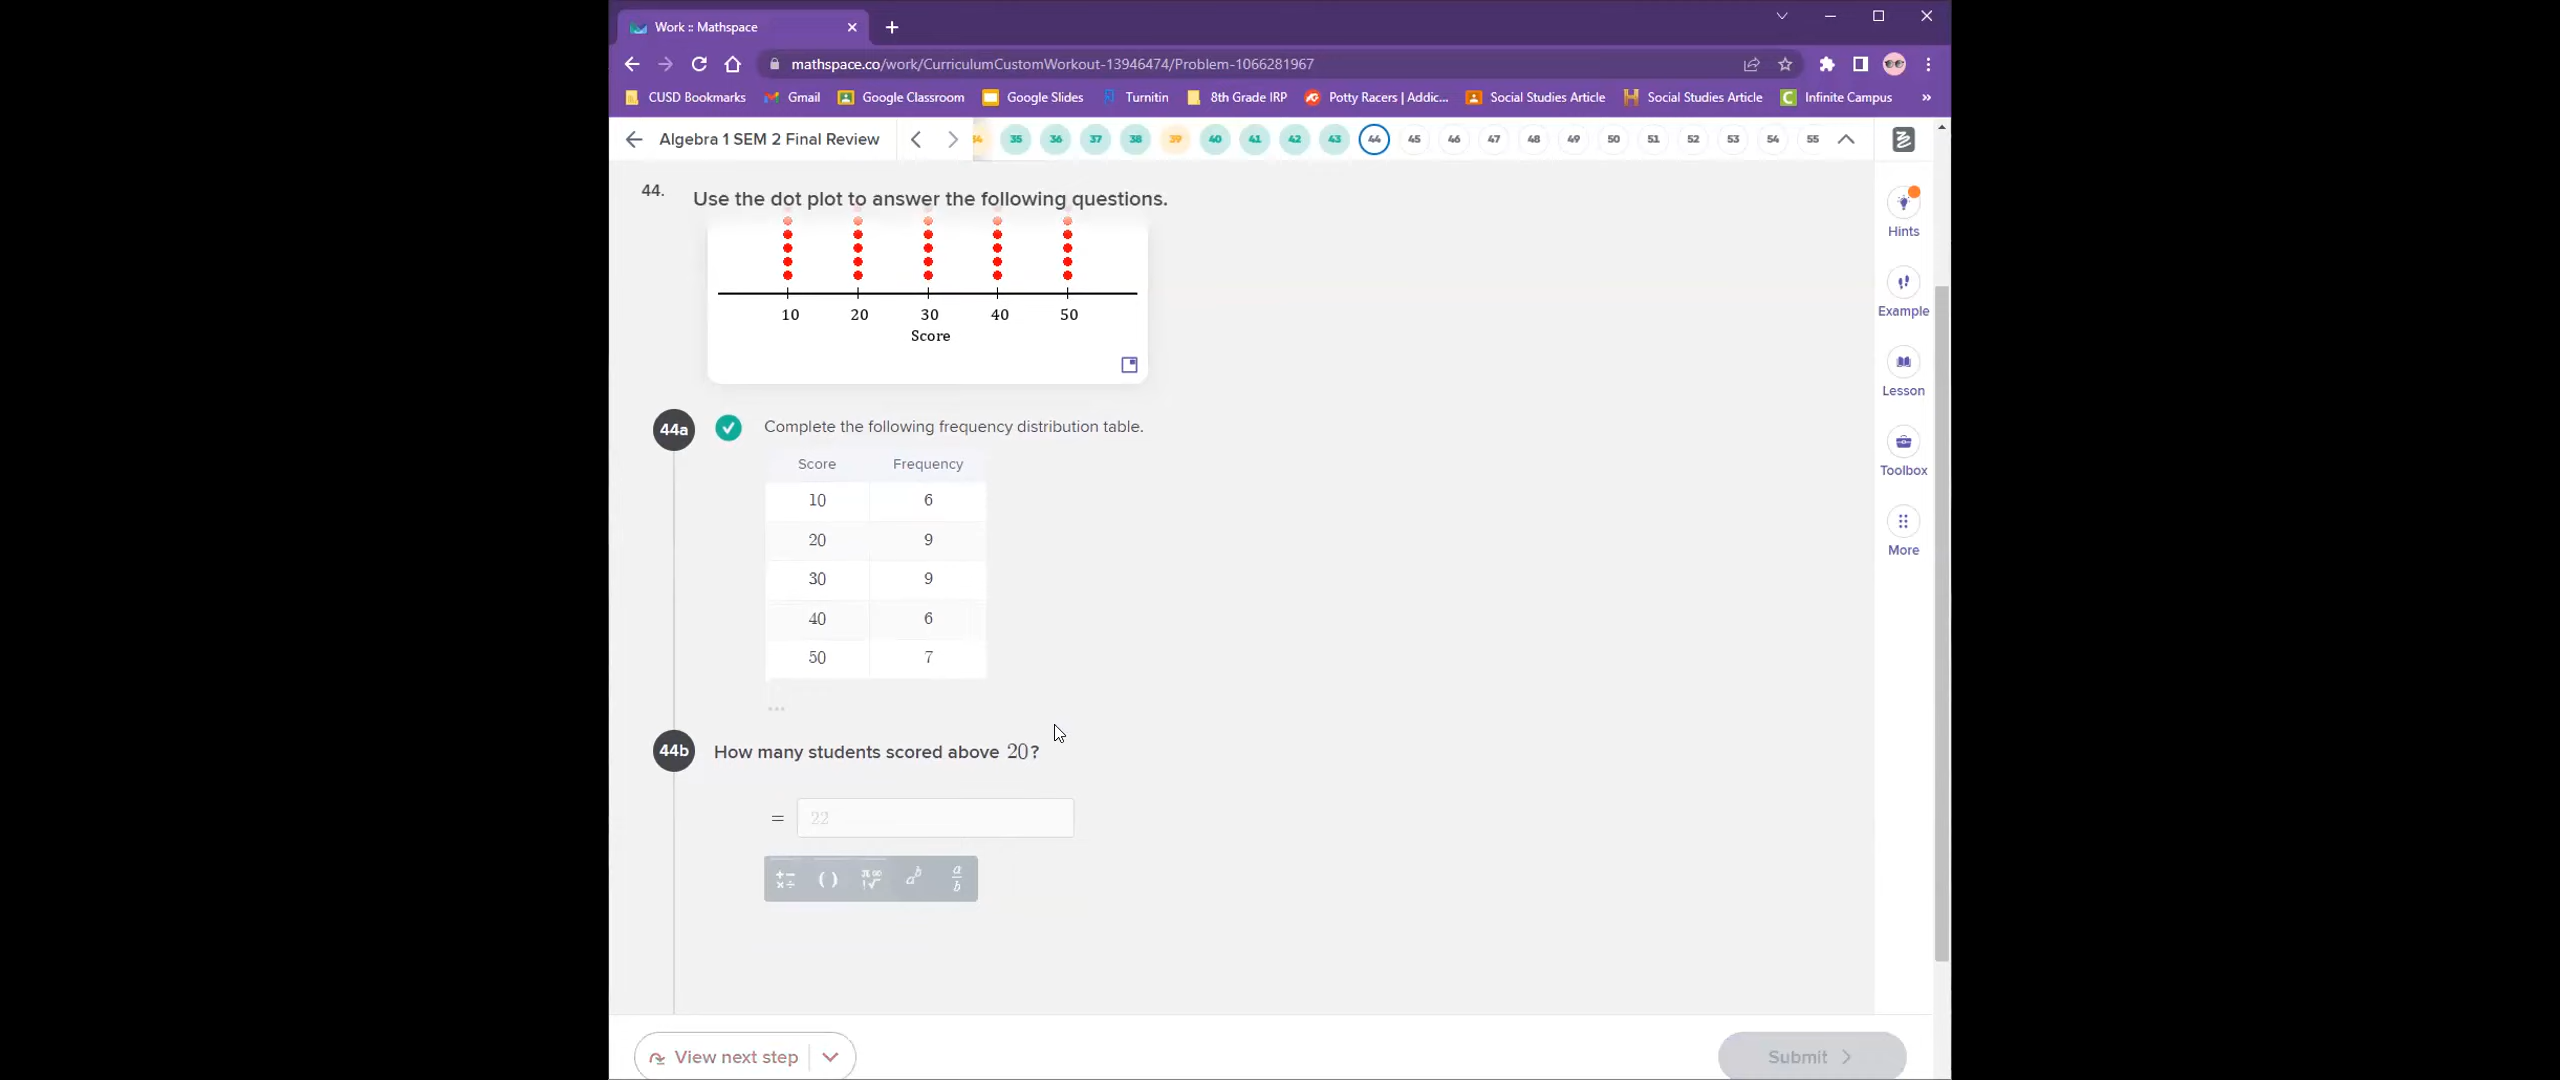 Work :: Mathspace
mathspace.co/work/CurriculumCustomWorkout-13946474/Problem-1066281967
CUSD Bookmarks Gmail Google Classroom Google Slides Turnitin 8th Grade IRP Potty Racers | Addic... Social Studies Article Social Studies Article Infinite Campus »
Algebra 1 SEM 2 Final Review 35 36 37 38 39 40 41 42 43 44 45 46 47 48 49 50 51 52 53 54 55
44. Use the dot plot to answer the following questions.
10 20 30 40 50
Score
Hints
Example
Lesson
Toolbox
More
44a Complete the following frequency distribution table.
Score Frequency
10 6
20 9
30 9
40 6
50 7
...
44b How many students scored above 20?
= 22
+− ×÷ ( ) π∞ !√ a^b a/b
View next step Submit